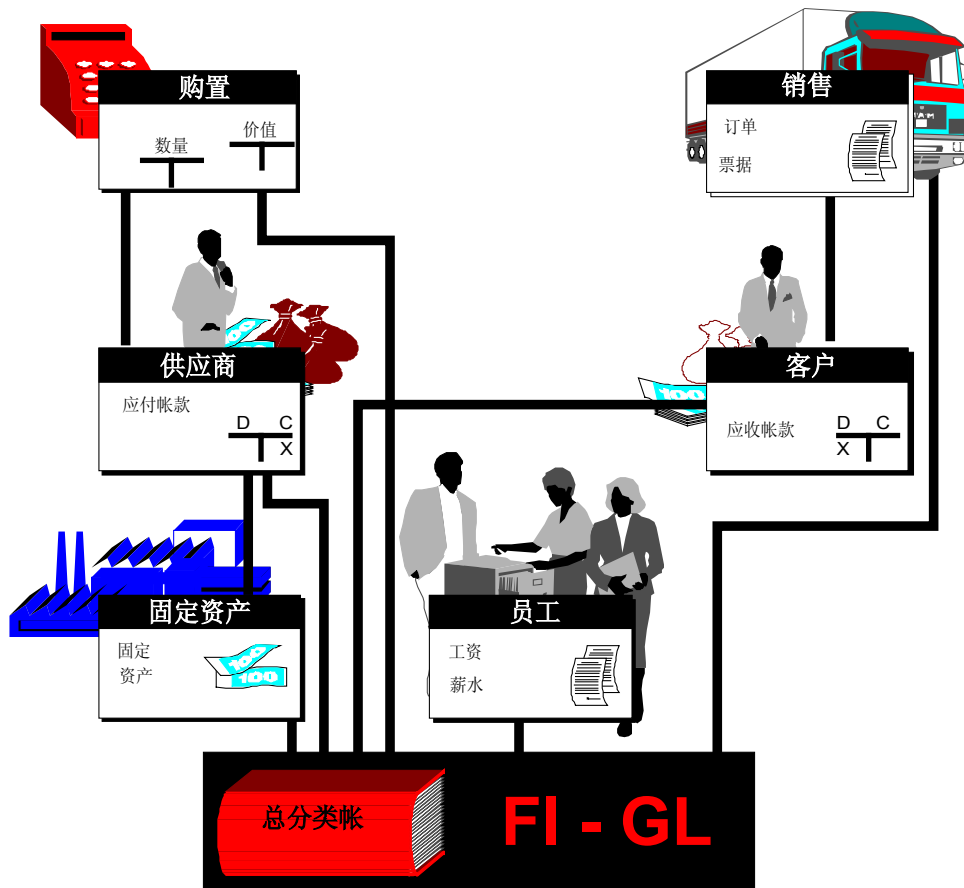 购置
数量
价值
销售
订单
票据
供应商
应付帐款
D C
X
客户
应收帐款
D C
X
固定资产
固定
资产
100
100
员工
工资
薪水
总分类帐
FI - GL